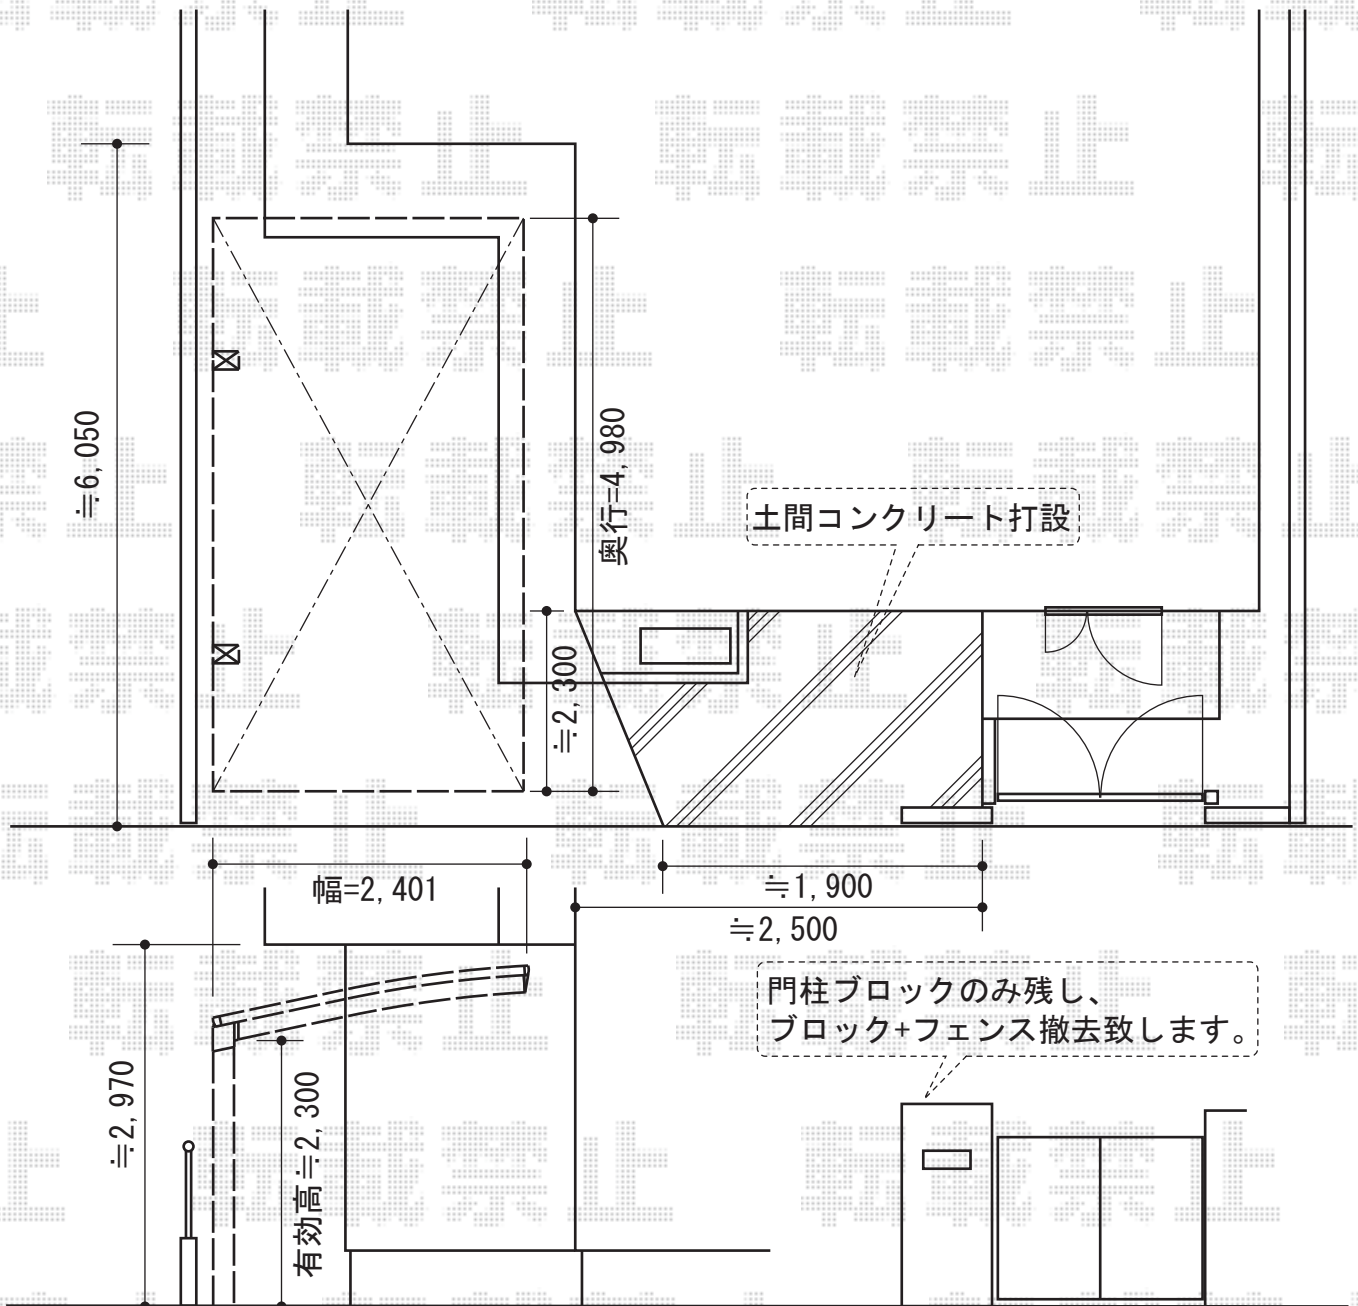 転載禁止
≒6,050
奥行=4,980
土間コンクリート打設
≒2,300
幅=2,401
≒1,900
≒2,500
門柱ブロックのみ残し、
ブロック+フェンス撤去致します。
≒2,970
有効高≒2,300